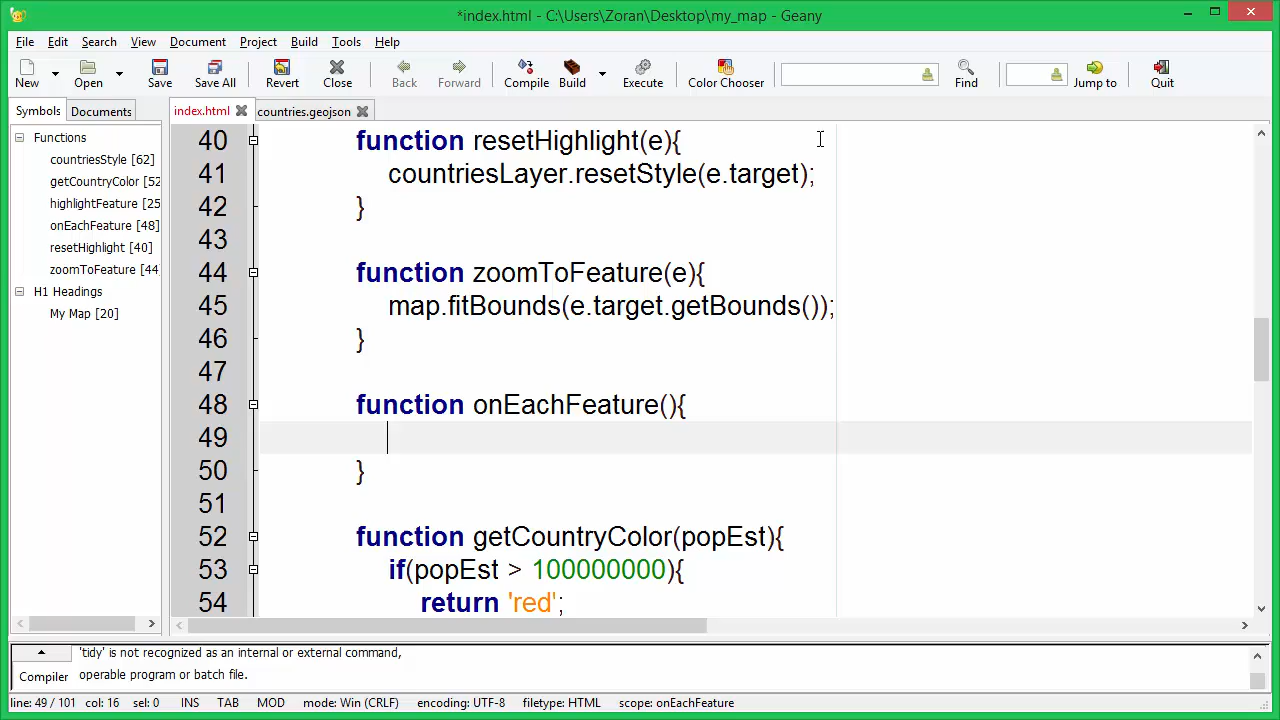 *index.html - C:\Users\Zoran\Desktop\my_map - Geany
File Edit Search View Document Project Build Tools Help
New Open Save Save All Revert Close Back Forward Compile Build Execute Color Chooser Find Jump to Quit
Symbols Documents index.html countries.geojson
Functions
countriesStyle [62]
getCountryColor [52
highlightFeature [25
onEachFeature [48]
resetHighlight [40]
zoomToFeature [44
H1 Headings
My Map [20]
40 function resetHighlight(e){
41 countriesLayer.resetStyle(e.target);
42 }
43
44 function zoomToFeature(e){
45 map.fitBounds(e.target.getBounds());
46 }
47
48 function onEachFeature(){
49
50 }
51
52 function getCountryColor(popEst){
53 if(popEst > 100000000){
54 return 'red';
Compiler
'tidy' is not recognized as an internal or external command,
operable program or batch file.
line: 49 / 101 col: 16 sel: 0 INS TAB MOD mode: Win (CRLF) encoding: UTF-8 filetype: HTML scope: onEachFeature